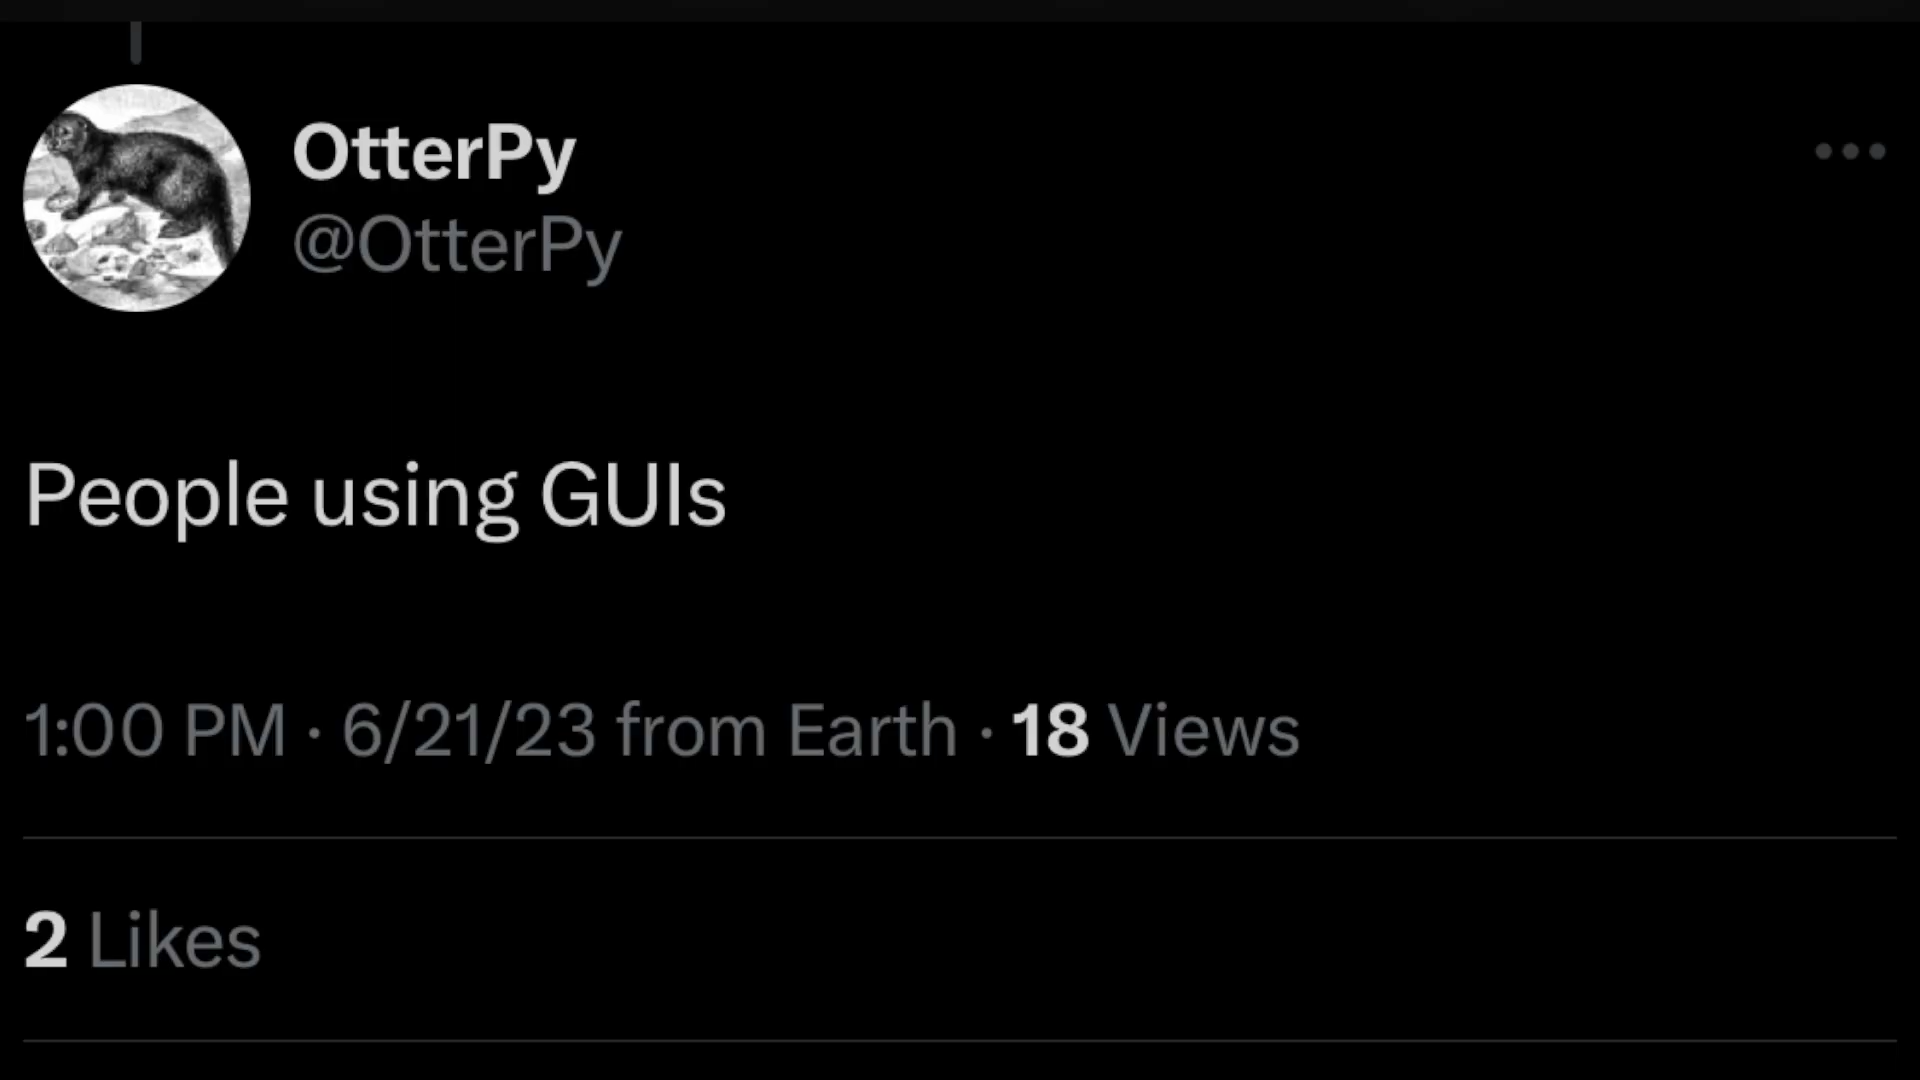 OtterPy
@OtterPy
People using GUIs
1:00 PM · 6/21/23 from Earth · 18 Views
2 Likes